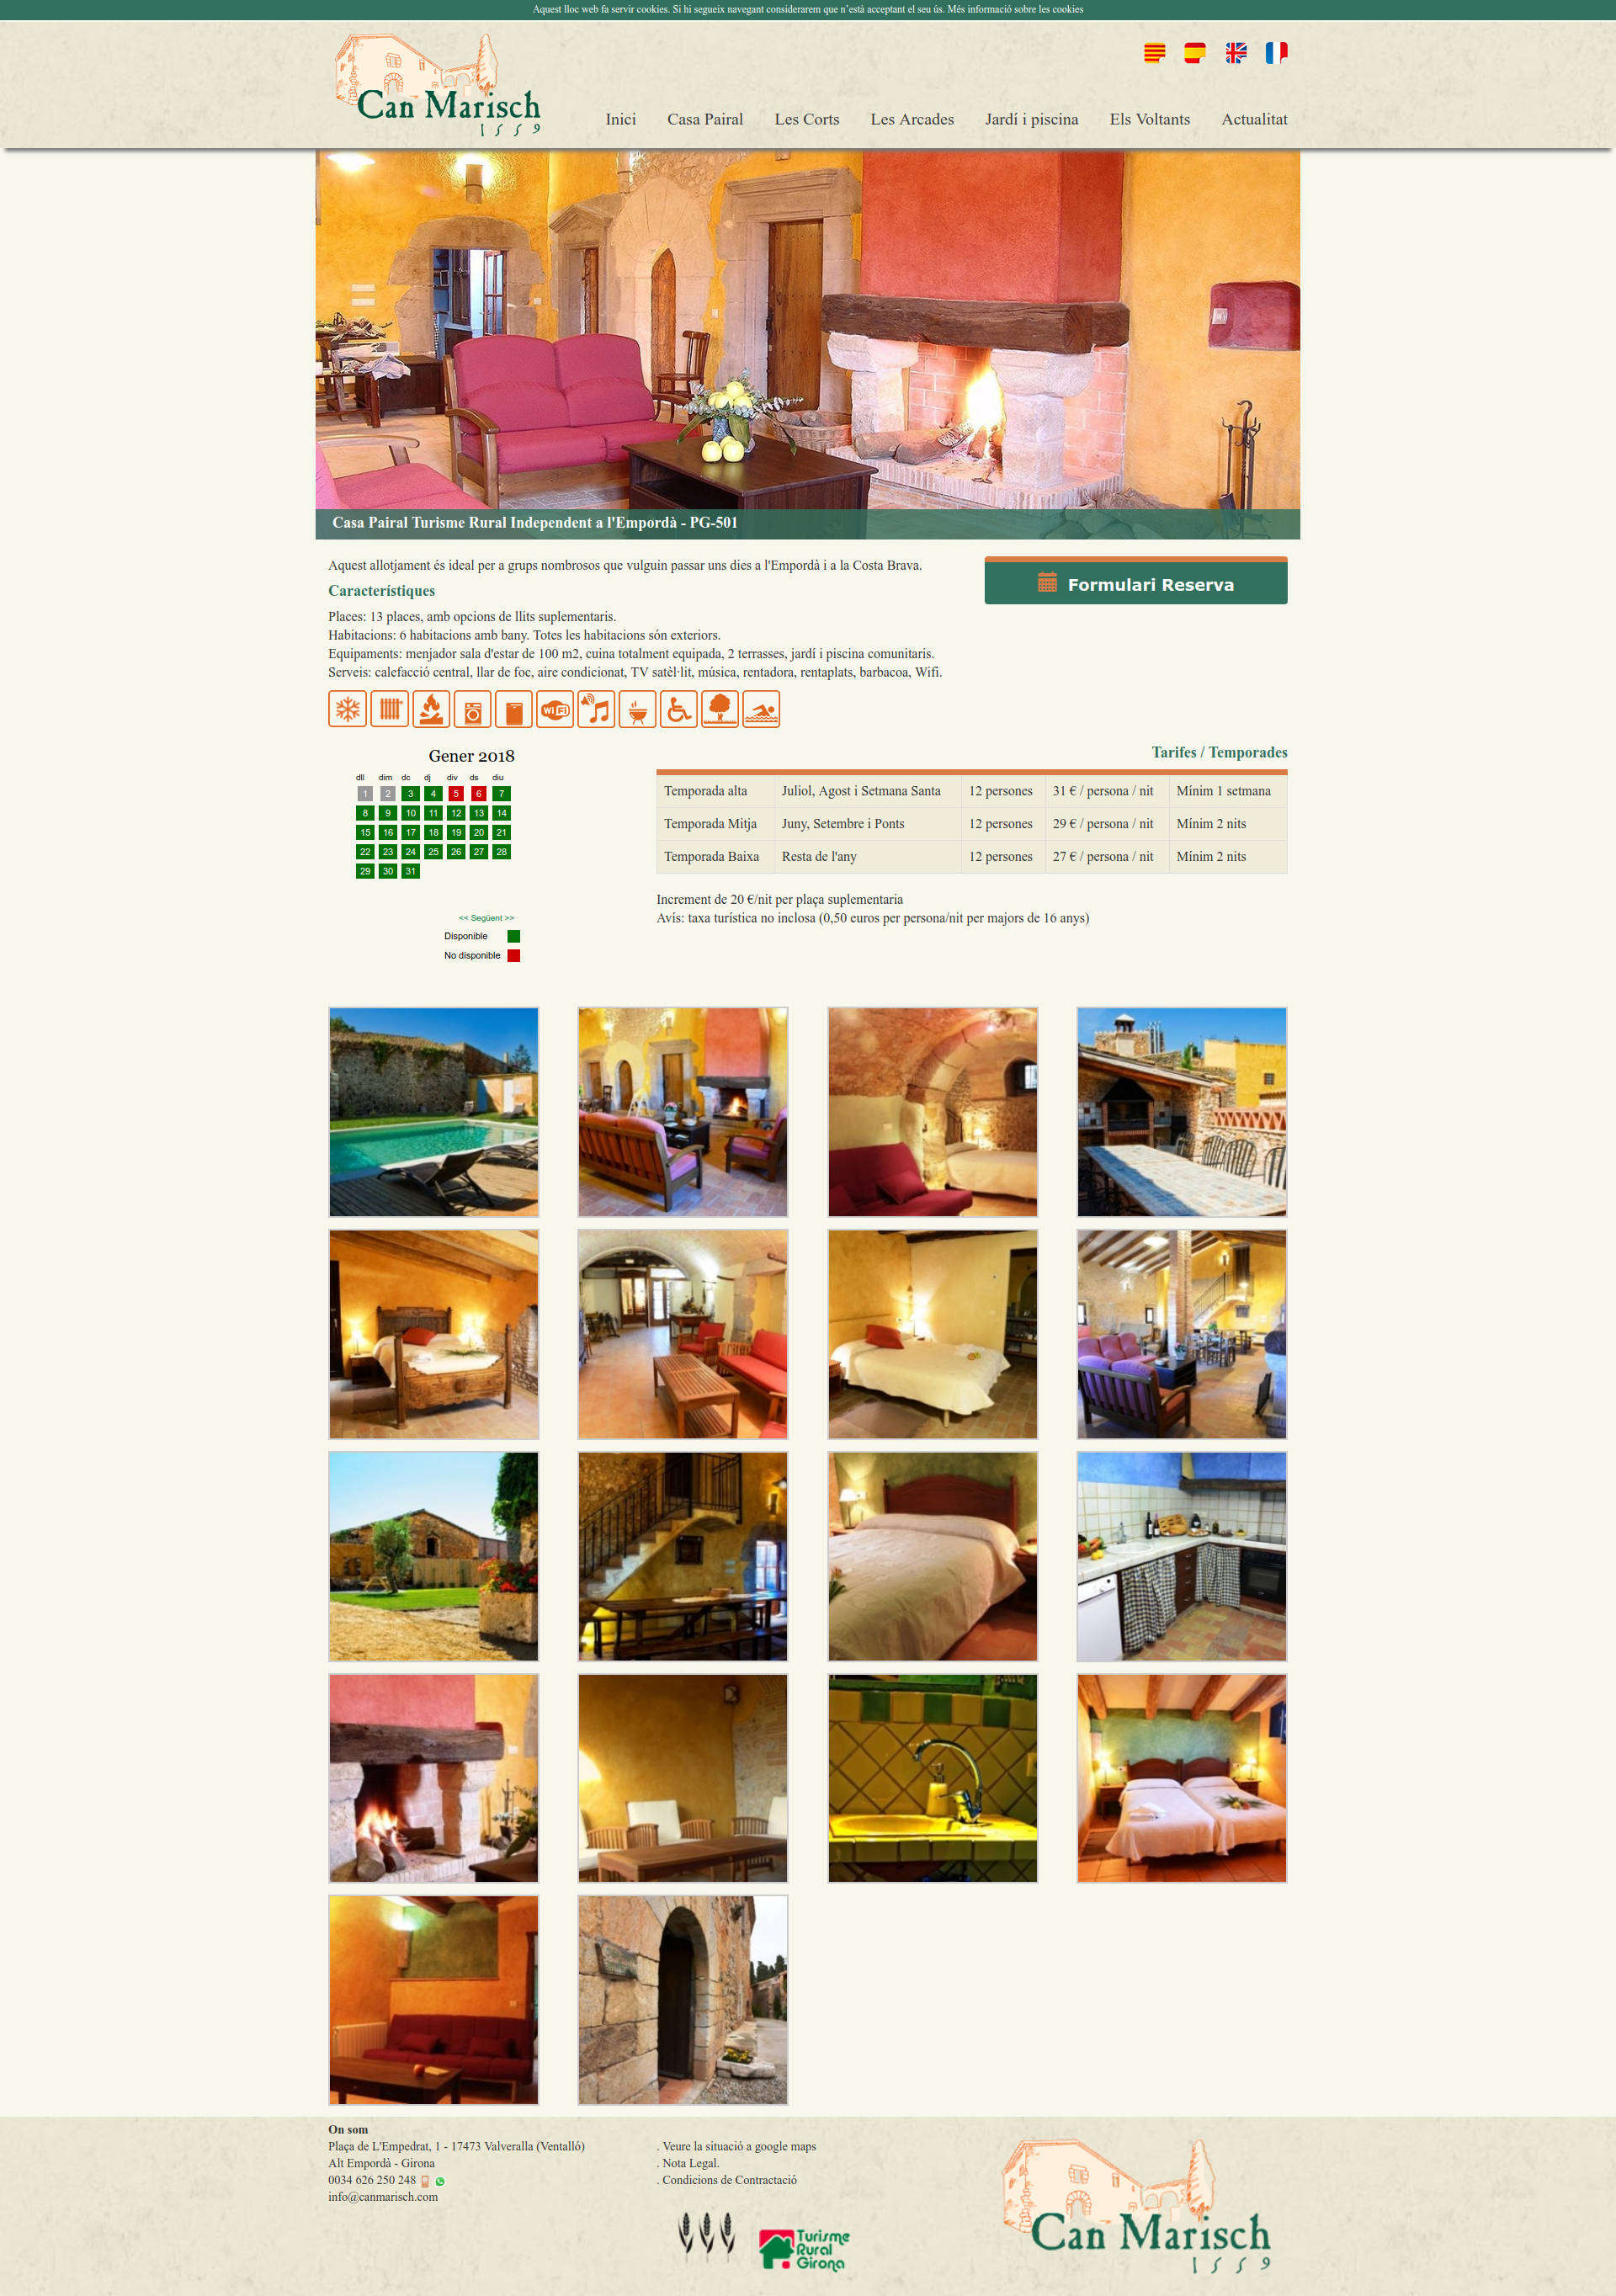 Aquest lloc web fa servir cookies. Si hi segueix navegant considerarem que n'està acceptant el seu ús. Més informació sobre les cookies
Can Marisch
1559
Inici Casa Pairal Les Corts Les Arcades Jardí i piscina Els Voltants Actualitat
Casa Pairal Turisme Rural Independent a l'Empordà - PG-501
Aquest allotjament és ideal per a grups nombrosos que vulguin passar uns dies a l'Empordà i a la Costa Brava.
Formulari Reserva
Característiques
Places: 13 places, amb opcions de llits suplementaris.
Habitacions: 6 habitacions amb bany. Totes les habitacions són exteriors.
Equipaments: menjador sala d'estar de 100 m2, cuina totalment equipada, 2 terrasses, jardí i piscina comunitaris.
Serveis: calefacció central, llar de foc, aire condicionat, TV satèl·lit, música, rentadora, rentaplats, barbacoa, Wifi.
WiFi
Gener 2018
dll dim dc dj div ds diu
1 2 3 4 5 6 7
8 9 10 11 12 13 14
15 16 17 18 19 20 21
22 23 24 25 26 27 28
29 30 31
<< Següent >>
Disponible
No disponible
Tarifes / Temporades
Temporada alta Juliol, Agost i Setmana Santa 12 persones 31 € / persona / nit Mínim 1 setmana
Temporada Mitja Juny, Setembre i Ponts 12 persones 29 € / persona / nit Mínim 2 nits
Temporada Baixa Resta de l'any 12 persones 27 € / persona / nit Mínim 2 nits
Increment de 20 €/nit per plaça suplementaria
Avís: taxa turística no inclosa (0,50 euros per persona/nit per majors de 16 anys)
On som
Plaça de L'Empedrat, 1 - 17473 Valveralla (Ventalló)
Alt Empordà - Girona
0034 626 250 248
info@canmarisch.com
. Veure la situació a google maps
. Nota Legal.
. Condicions de Contractació
Turisme
Rural
Girona
Can Marisch
1559